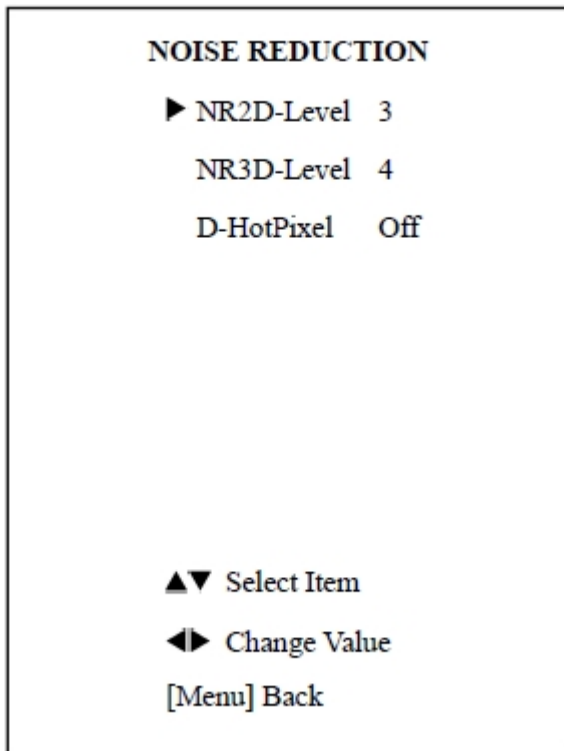 NOISE REDUCTION
▶ NR2D-Level 3
NR3D-Level 4
D-HotPixel Off
▲▼ Select Item
◀▶ Change Value
[Menu] Back